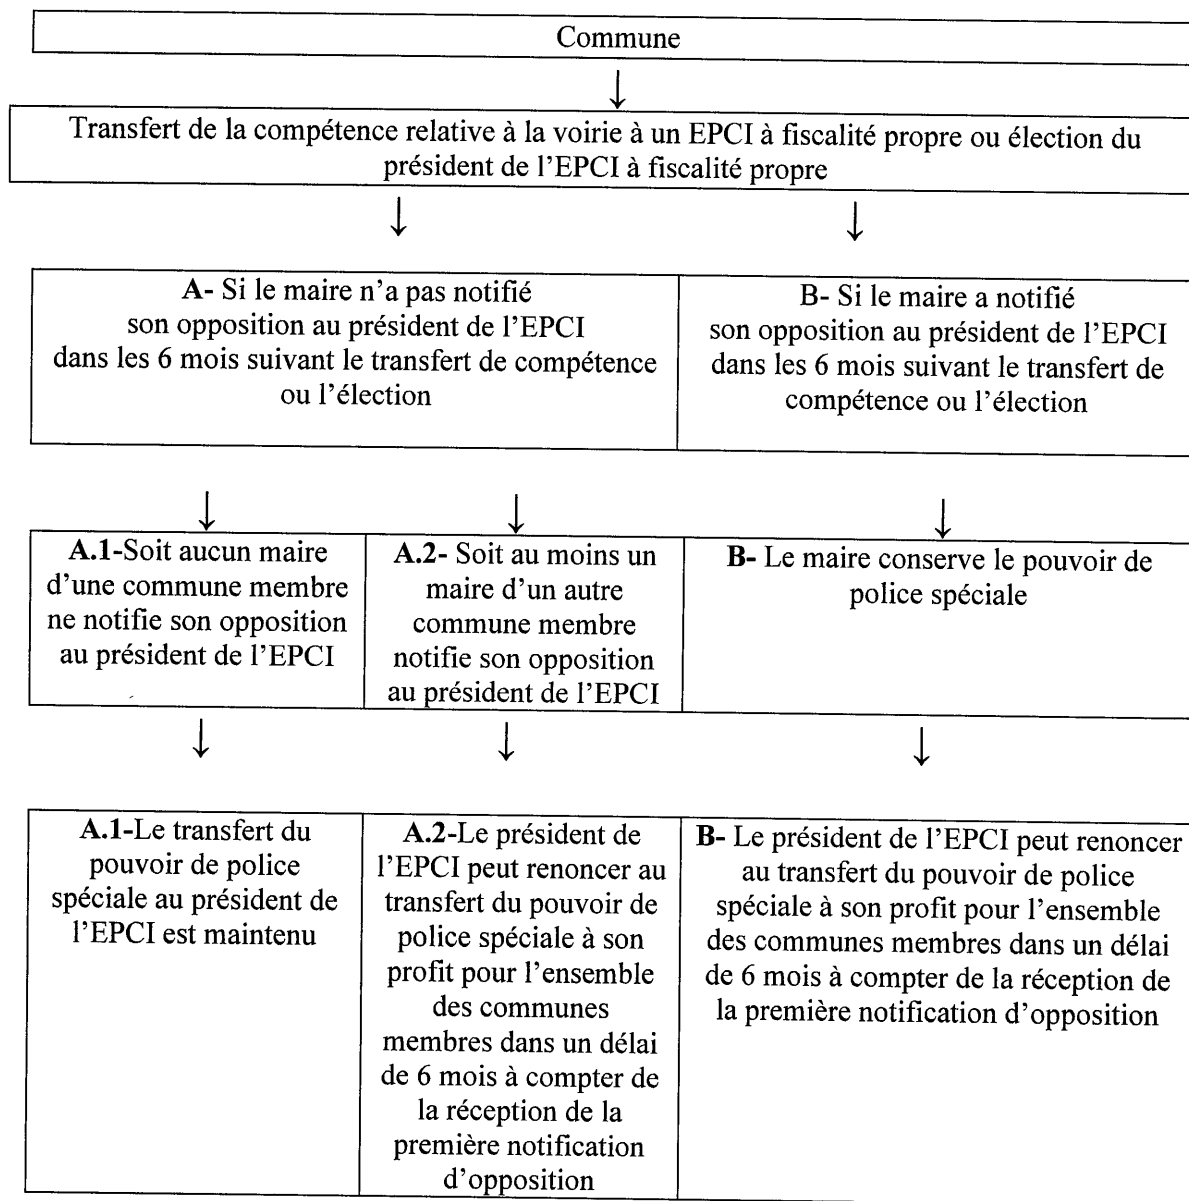 Commune
↓
Transfert de la compétence relative à la voirie à un EPCI à fiscalité propre ou élection du
président de l'EPCI à fiscalité propre
↓ ↓
A- Si le maire n'a pas notifié
son opposition au président de l'EPCI
dans les 6 mois suivant le transfert de compétence
ou l'élection
B- Si le maire a notifié
son opposition au président de l'EPCI
dans les 6 mois suivant le transfert de
compétence ou l'élection
↓ ↓ ↓
A.1-Soit aucun maire
d'une commune membre
ne notifie son opposition
au président de l'EPCI
A.2- Soit au moins un
maire d'un autre
commune membre
notifie son opposition
au président de l'EPCI
B- Le maire conserve le pouvoir de
police spéciale
↓ ↓ ↓
A.1-Le transfert du
pouvoir de police
spéciale au président de
l'EPCI est maintenu
A.2-Le président de
l'EPCI peut renoncer au
transfert du pouvoir de
police spéciale à son
profit pour l'ensemble
des communes
membres dans un délai
de 6 mois à compter de
la réception de la
première notification
d'opposition
B- Le président de l'EPCI peut renoncer
au transfert du pouvoir de police
spéciale à son profit pour l'ensemble
des communes membres dans un délai
de 6 mois à compter de la réception de
la première notification d'opposition